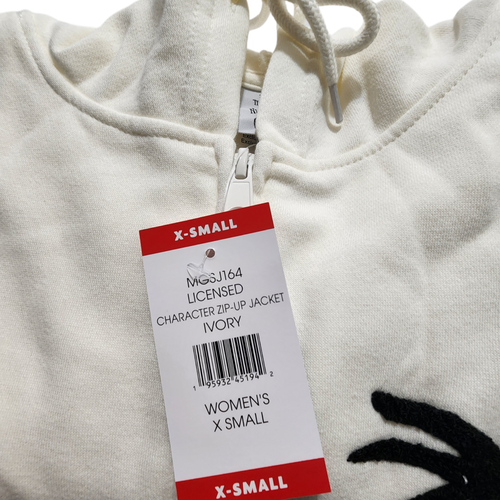 X-SMALL
MGSJ164
LICENSED
CHARACTER ZIP-UP JACKET
IVORY
1 95932 45194 2
WOMEN'S
X SMALL
X-SMALL